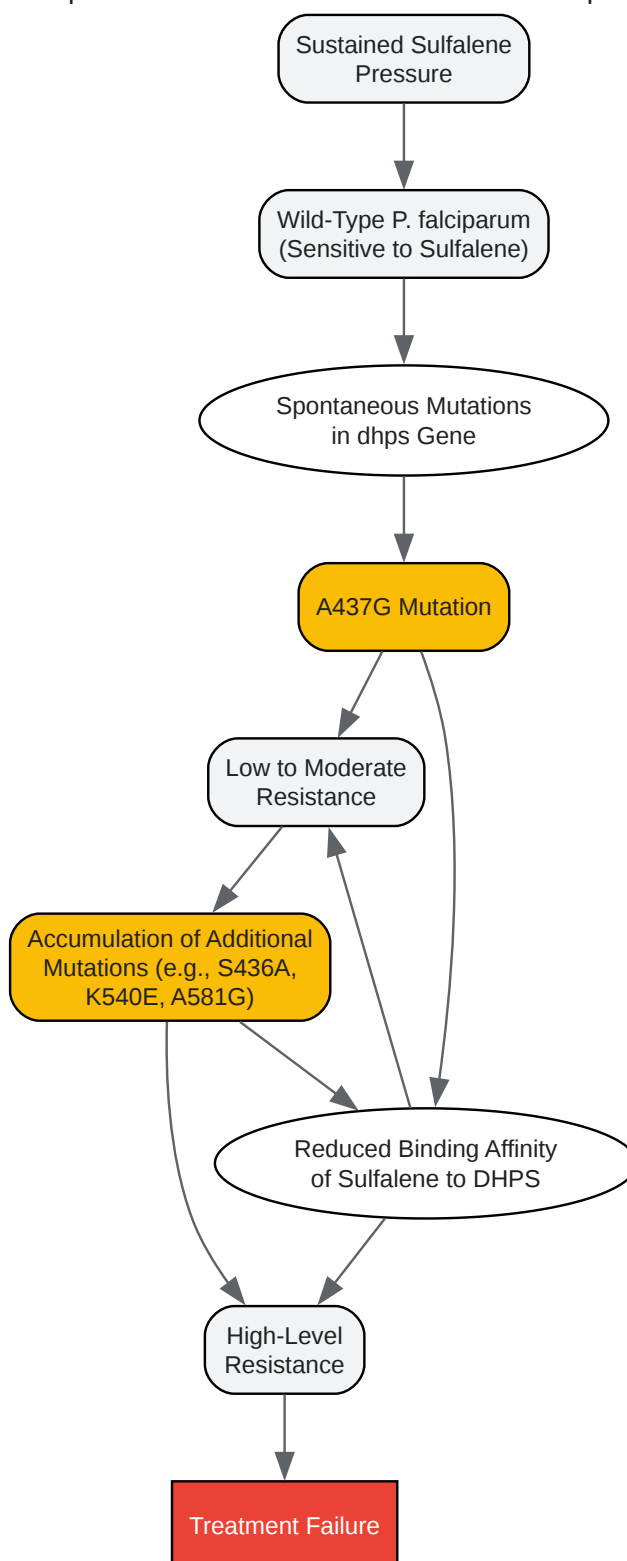 Sustained Sulfalene
Pressure
Wild-Type P. falciparum
(Sensitive to Sulfalene)
Spontaneous Mutations
in dhps Gene
A437G Mutation
Low to Moderate
Resistance
Accumulation of Additional
Mutations (e.g., S436A,
K540E, A581G)
Reduced Binding Affinity
of Sulfalene to DHPS
High-Level
Resistance
Treatment Failure